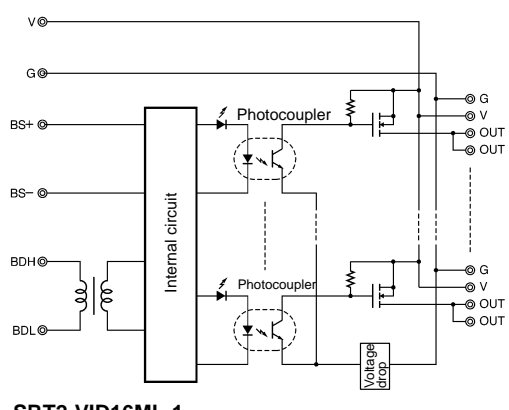 V
G
BS+
BS−
BDH
BDL
Internal circuit
Photocoupler
Photocoupler
Voltage
drop
G
V
OUT
OUT
G
V
OUT
OUT